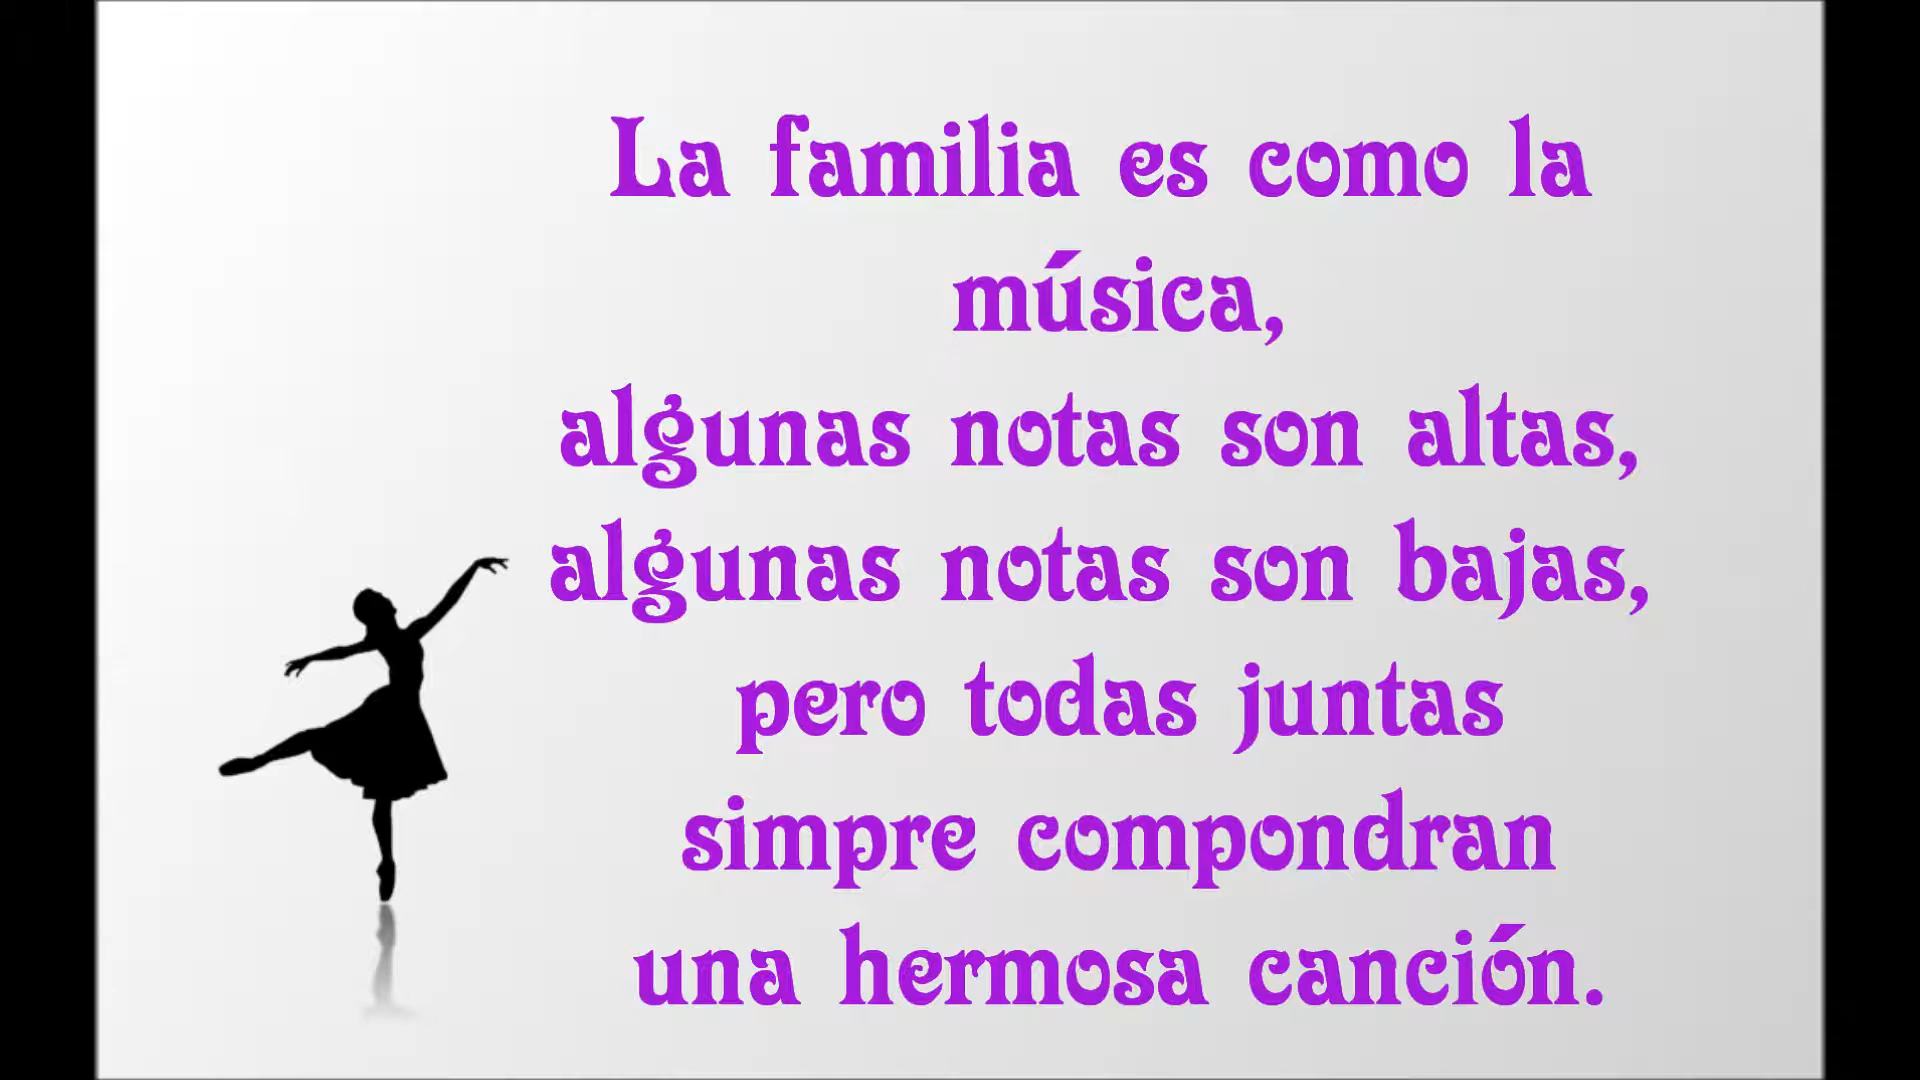 La familia es como la
música,
algunas notas son altas,
algunas notas son bajas,
pero todas juntas
simpre compondran
una hermosa canción.